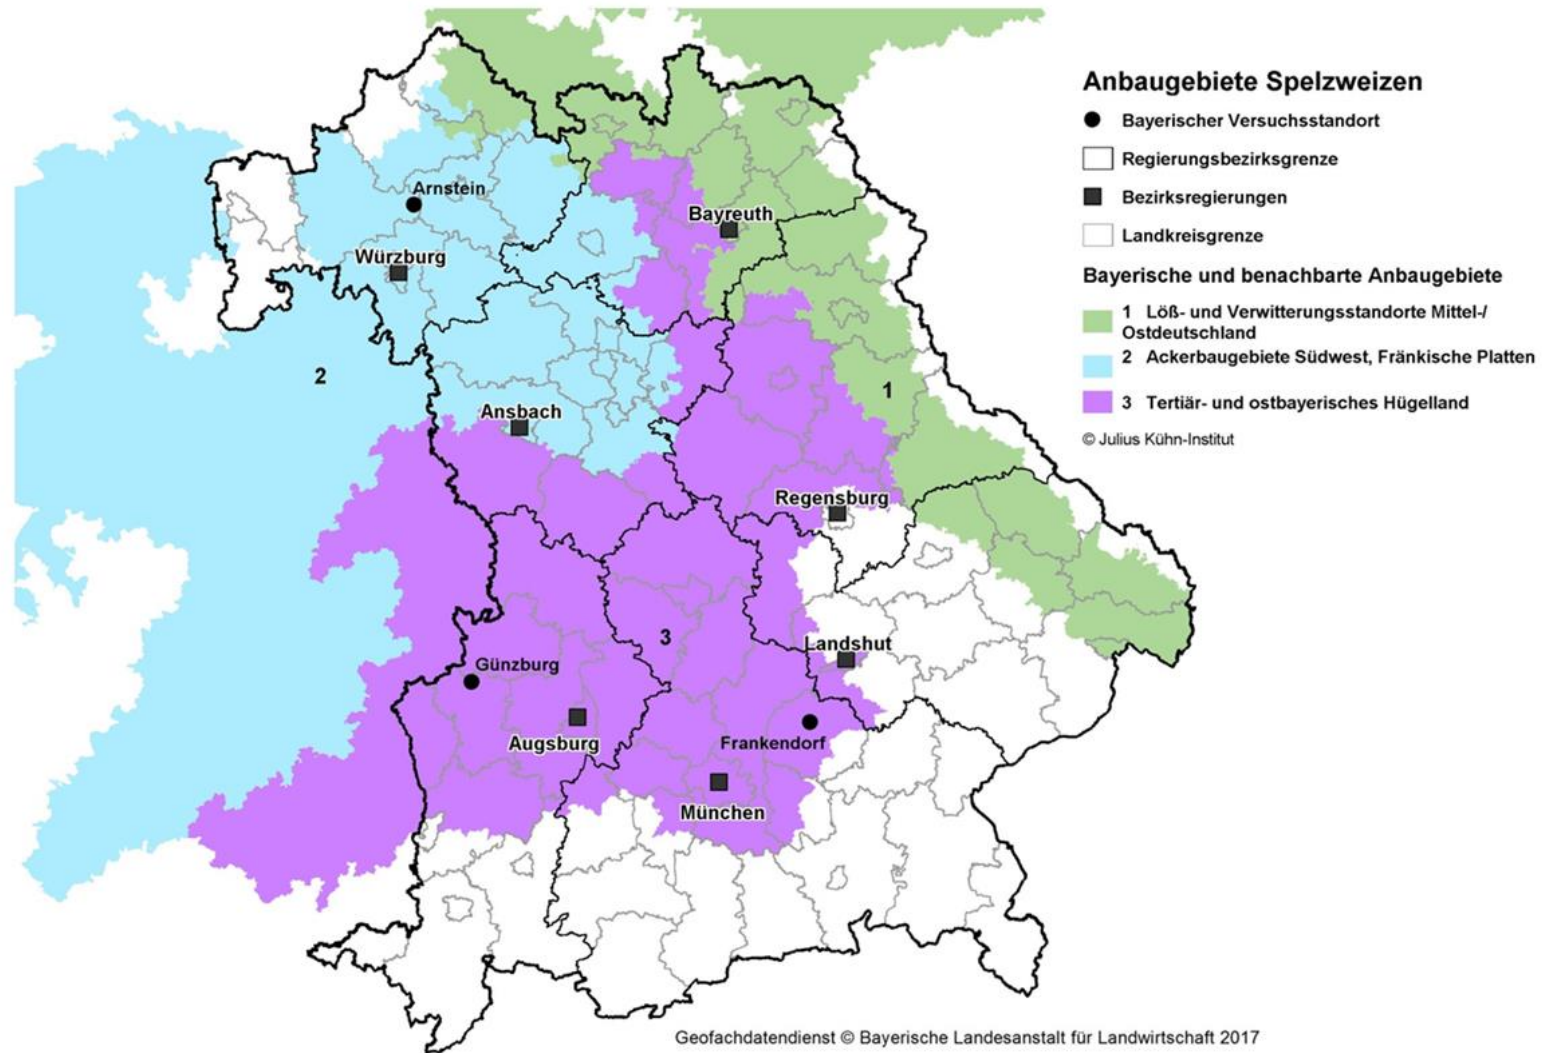 Anbaugebiete Spelzweizen
Bayerischer Versuchsstandort
Regierungsbezirksgrenze
Bezirksregierungen
Landkreisgrenze
Bayerische und benachbarte Anbaugebiete
1 Löß- und Verwitterungsstandorte Mittel-/
Ostdeutschland
2 Ackerbaugebiete Südwest, Fränkische Platten
3 Tertiär- und ostbayerisches Hügelland
© Julius Kühn-Institut
Arnstein
Bayreuth
Würzburg
2
1
Ansbach
Regensburg
3
Landshut
Günzburg
Augsburg
Frankendorf
München
Geofachdatendienst © Bayerische Landesanstalt für Landwirtschaft 2017